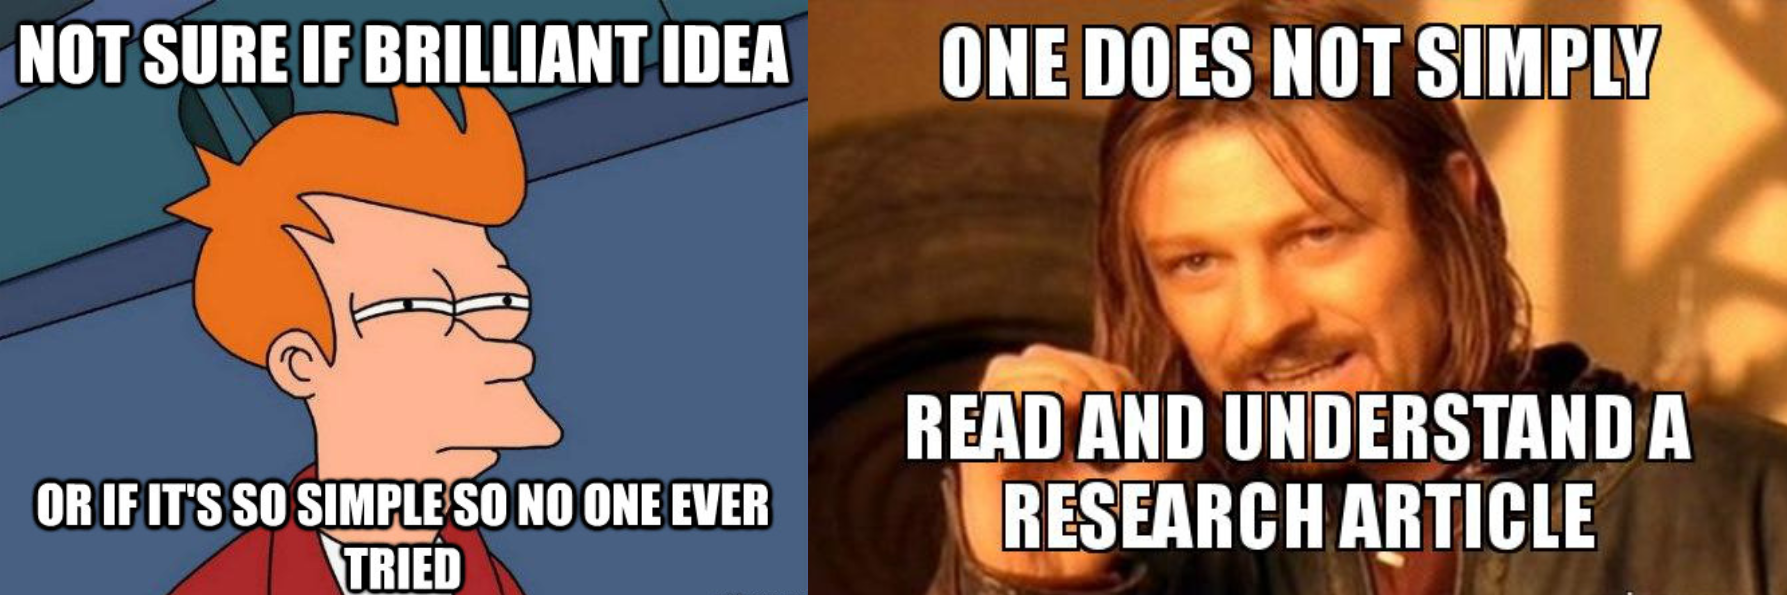 NOT SURE IF BRILLIANT IDEA
OR IF IT'S SO SIMPLE SO NO ONE EVER
TRIED
ONE DOES NOT SIMPLY
READ AND UNDERSTAND A
RESEARCH ARTICLE